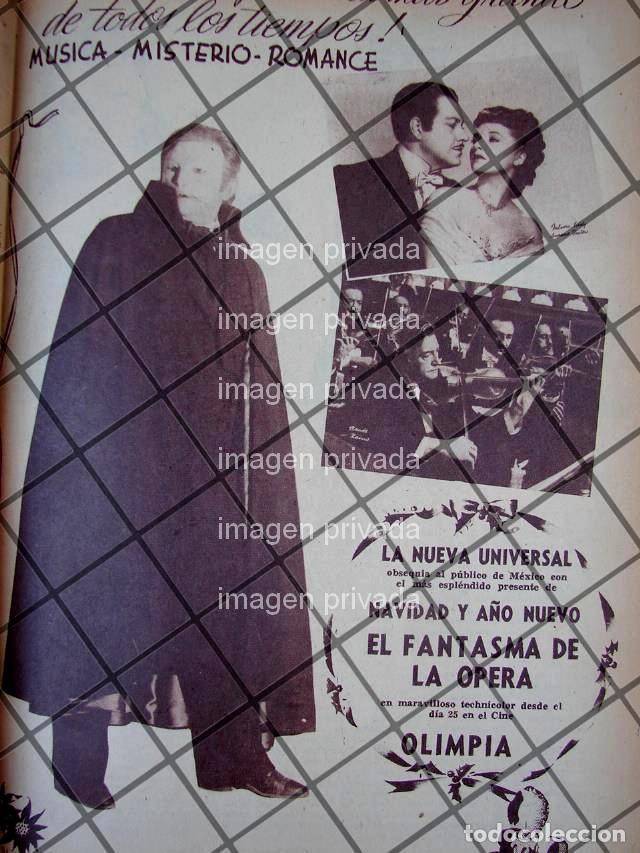 de todos los tiempos!
MUSICA - MISTERIO - ROMANCE
imagen privada
imagen privada
imagen privada
imagen privada
imagen privada
imagen privada
Claude
Rains
LA NUEVA UNIVERSAL
obsequia al público de México con
el más espléndido presente de
NAVIDAD Y AÑO NUEVO
EL FANTASMA DE
LA OPERA
en maravilloso technicolor desde el
día 25 en el Cine
OLIMPIA
todocoleccion